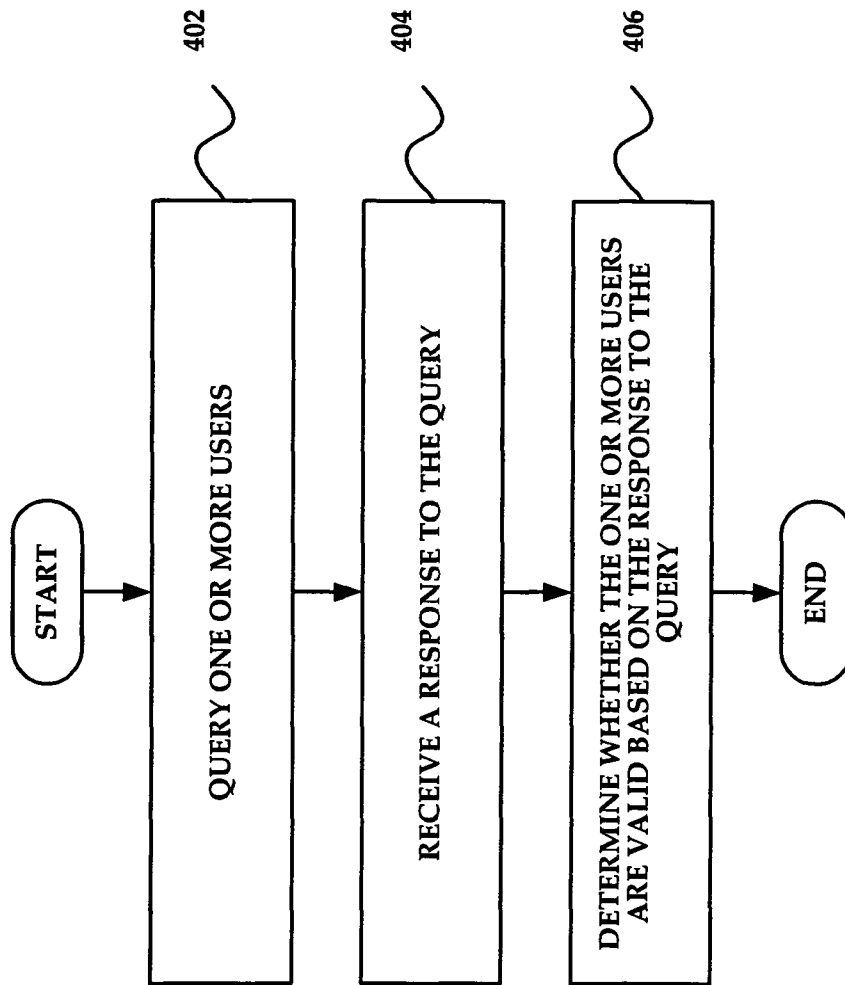 START
QUERY ONE OR MORE USERS
402
RECEIVE A RESPONSE TO THE QUERY
404
DETERMINE WHETHER THE ONE OR MORE USERS
ARE VALID BASED ON THE RESPONSE TO THE
QUERY
406
END